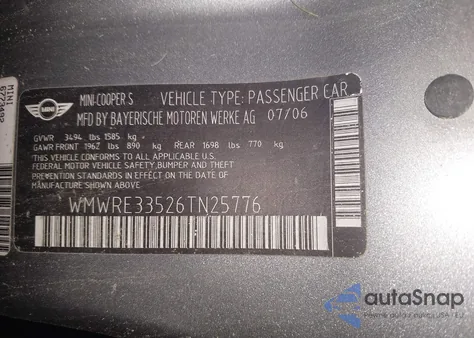 MINI
MINI
MINI-COOPER S VEHICLE TYPE: PASSENGER CAR
MFD BY BAYERISCHE MOTOREN WERKE AG 07/06
GVWR 3494 lbs 1585 kg
GAWR FRONT 1962 lbs 890 kg REAR 1698 lbs 770 kg
THIS VEHICLE CONFORMS TO ALL APPLICABLE
FEDERAL MOTOR VEHICLE SAFETY, BUMPER AND THEFT
PREVENTION STANDARDS IN EFFECT ON THE DATE
OF MANUFACTURE SHOWN ABOVE.
WMWRE33526TN25776
autoSnap